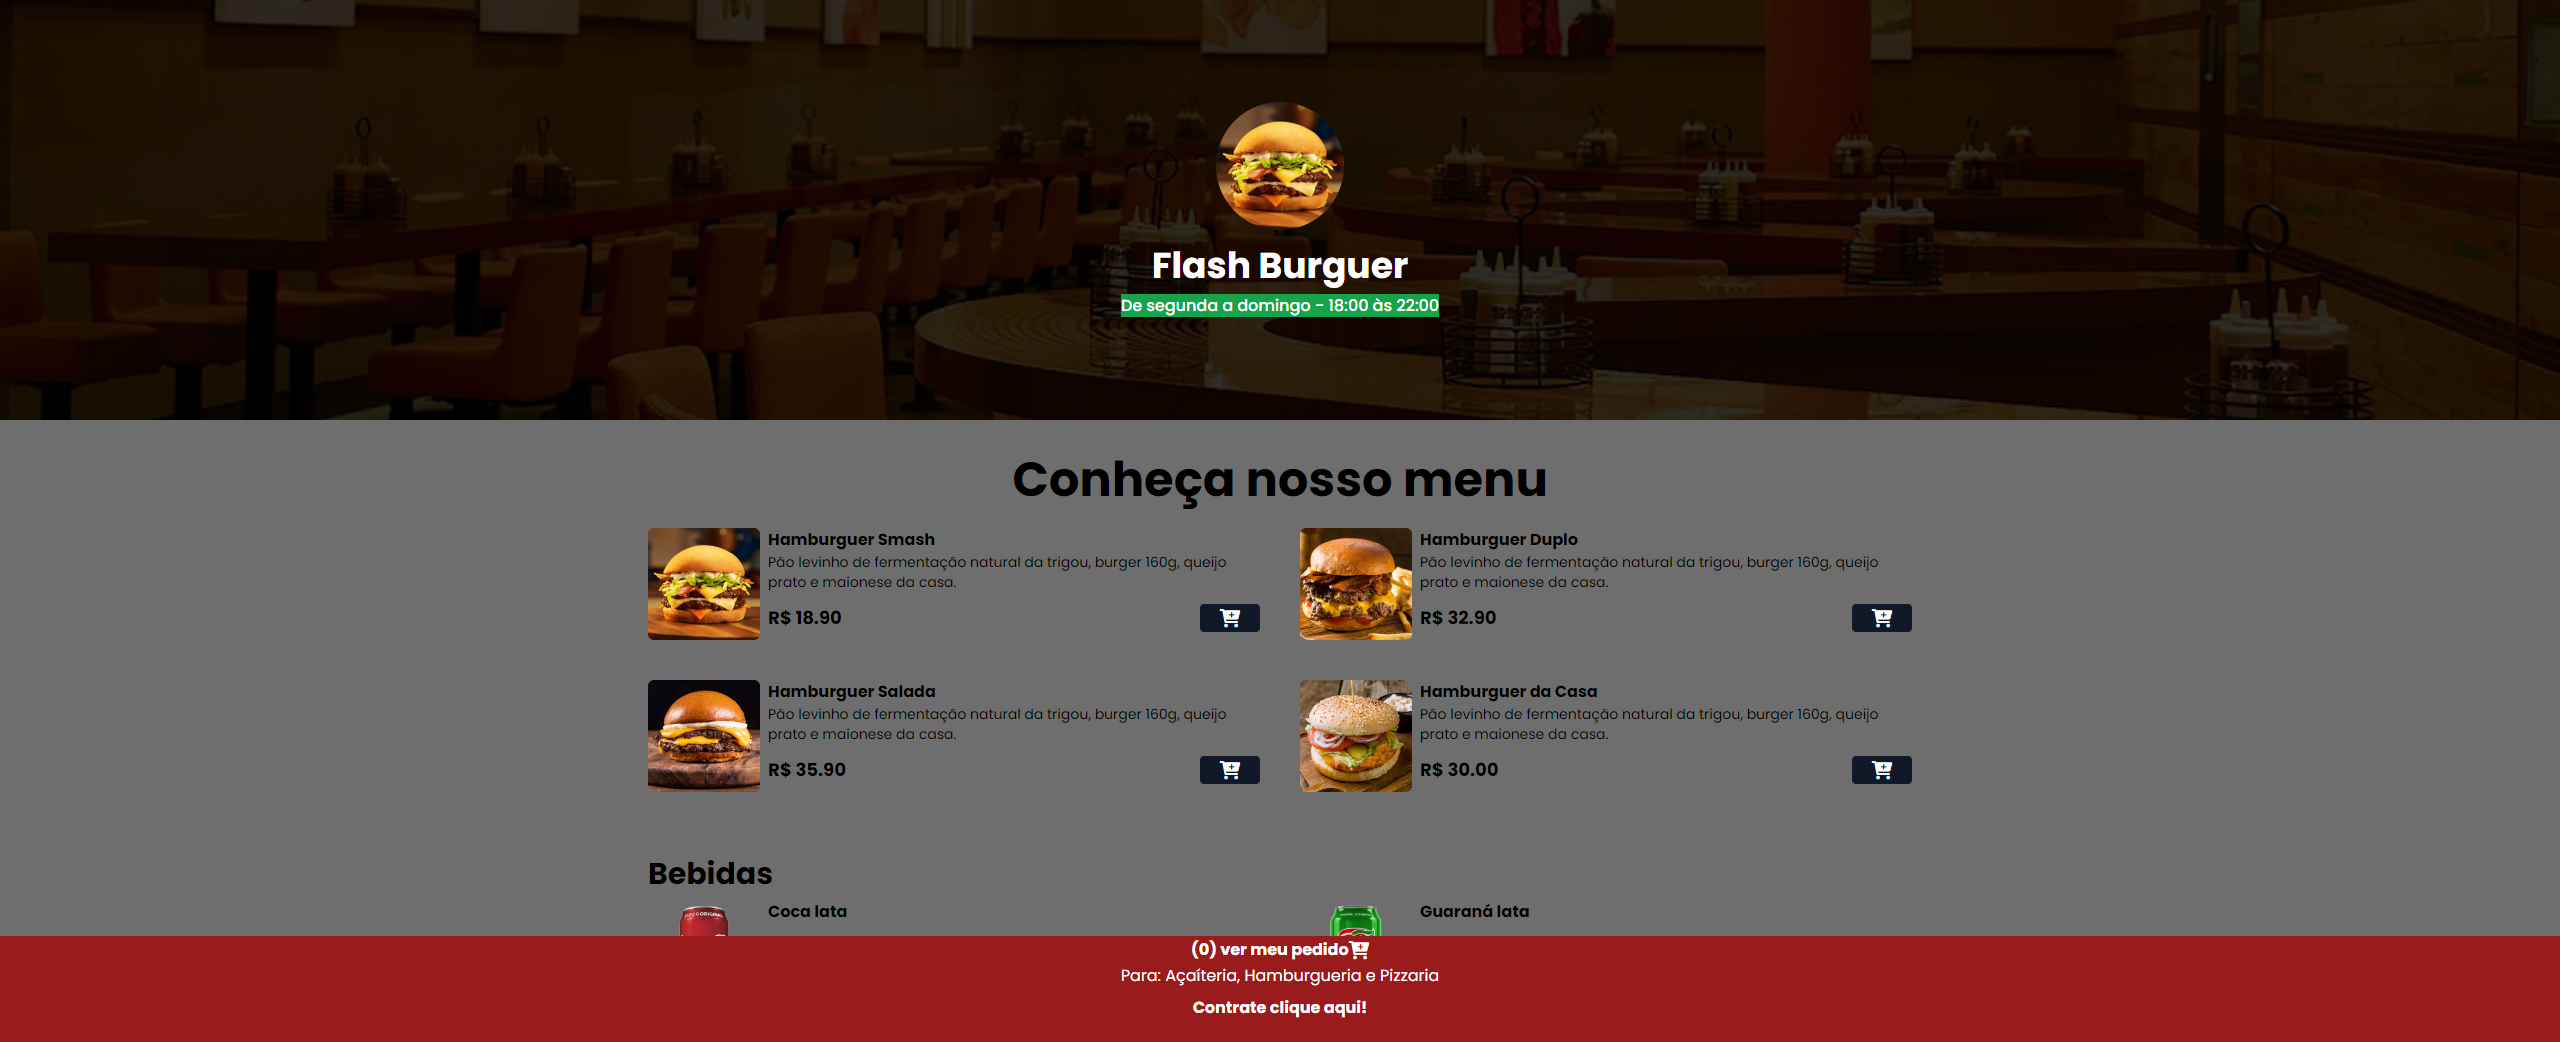 Flash Burguer
De segunda a domingo - 18:00 às 22:00
Conheça nosso menu
Hamburguer Smash
Pão levinho de fermentação natural da trigou, burger 160g, queijo
prato e maionese da casa.
R$ 18.90
Hamburguer Duplo
Pão levinho de fermentação natural da trigou, burger 160g, queijo
prato e maionese da casa.
R$ 32.90
Hamburguer Salada
Pão levinho de fermentação natural da trigou, burger 160g, queijo
prato e maionese da casa.
R$ 35.90
Hamburguer da Casa
Pão levinho de fermentação natural da trigou, burger 160g, queijo
prato e maionese da casa.
R$ 30.00
Bebidas
Coca lata
Guaraná lata
(0) ver meu pedido
Para: Açaíteria, Hamburgueria e Pizzaria
Contrate clique aqui!